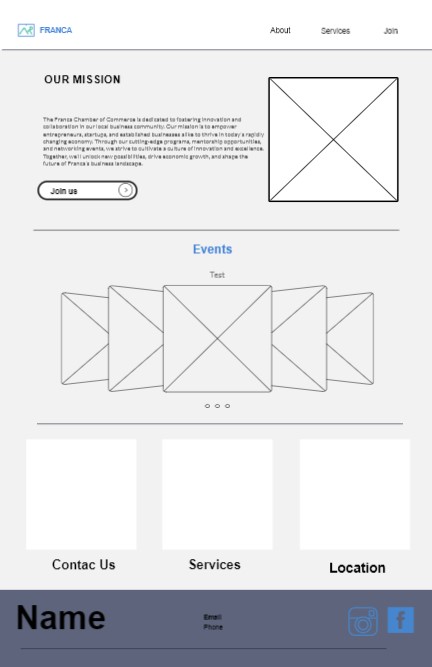 FRANCA
About
Services
Join
OUR MISSION
The Franca Chamber of Commerce is dedicated to fostering innovation and
collaboration in our local business community. Our mission is to empower
entrepreneurs, startups, and established businesses alike to thrive in today's rapidly
changing economy. Through our cutting-edge programs, mentorship opportunities,
and networking events, we strive to cultivate a culture of innovation and excellence.
Together, we'll unlock new possibilities, drive economic growth, and shape the
future of Franca's business landscape.
Join us
Events
Text
Contac Us
Services
Location
Name
Email
Phone